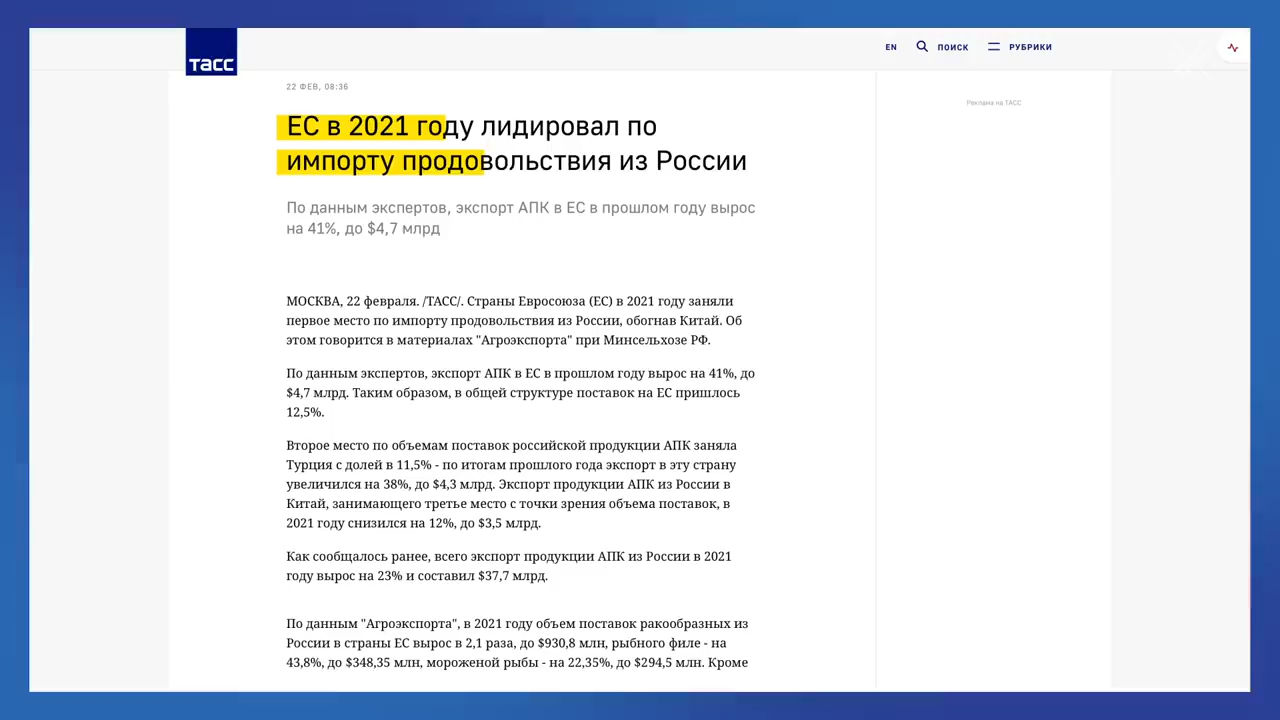 ТАСС
EN ПОИСК РУБРИКИ
22 ФЕВ, 08:36
Реклама на ТАСС
ЕС в 2021 году лидировал по
импорту продовольствия из России
По данным экспертов, экспорт АПК в ЕС в прошлом году вырос
на 41%, до $4,7 млрд
МОСКВА, 22 февраля. /ТАСС/. Страны Евросоюза (ЕС) в 2021 году заняли
первое место по импорту продовольствия из России, обогнав Китай. Об
этом говорится в материалах "Агроэкспорта" при Минсельхозе РФ.
По данным экспертов, экспорт АПК в ЕС в прошлом году вырос на 41%, до
$4,7 млрд. Таким образом, в общей структуре поставок на ЕС пришлось
12,5%.
Второе место по объемам поставок российской продукции АПК заняла
Турция с долей в 11,5% - по итогам прошлого года экспорт в эту страну
увеличился на 38%, до $4,3 млрд. Экспорт продукции АПК из России в
Китай, занимающего третье место с точки зрения объема поставок, в
2021 году снизился на 12%, до $3,5 млрд.
Как сообщалось ранее, всего экспорт продукции АПК из России в 2021
году вырос на 23% и составил $37,7 млрд.
По данным "Агроэкспорта", в 2021 году объем поставок ракообразных из
России в страны ЕС вырос в 2,1 раза, до $930,8 млн, рыбного филе - на
43,8%, до $348,35 млн, мороженой рыбы - на 22,35%, до $294,5 млн. Кроме